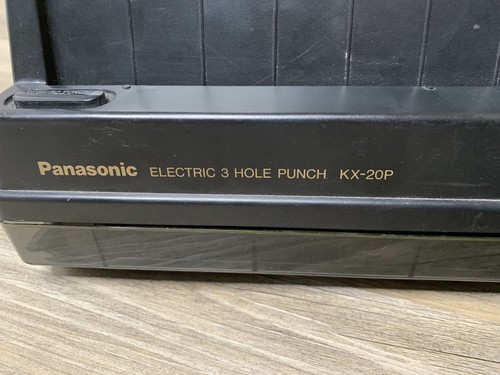 Panasonic ELECTRIC 3 HOLE PUNCH KX-20P